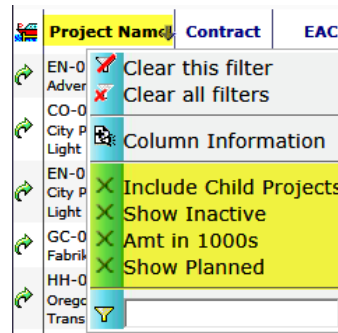 Project Name Contract EAC
EN-0
Adver
CO-0
City P
Light
EN-0
City P
Light
GC-0
Fabrik
HH-0
Orego
Trans
Clear this filter
Clear all filters
Column Information
Include Child Projects
Show Inactive
Amt in 1000s
Show Planned